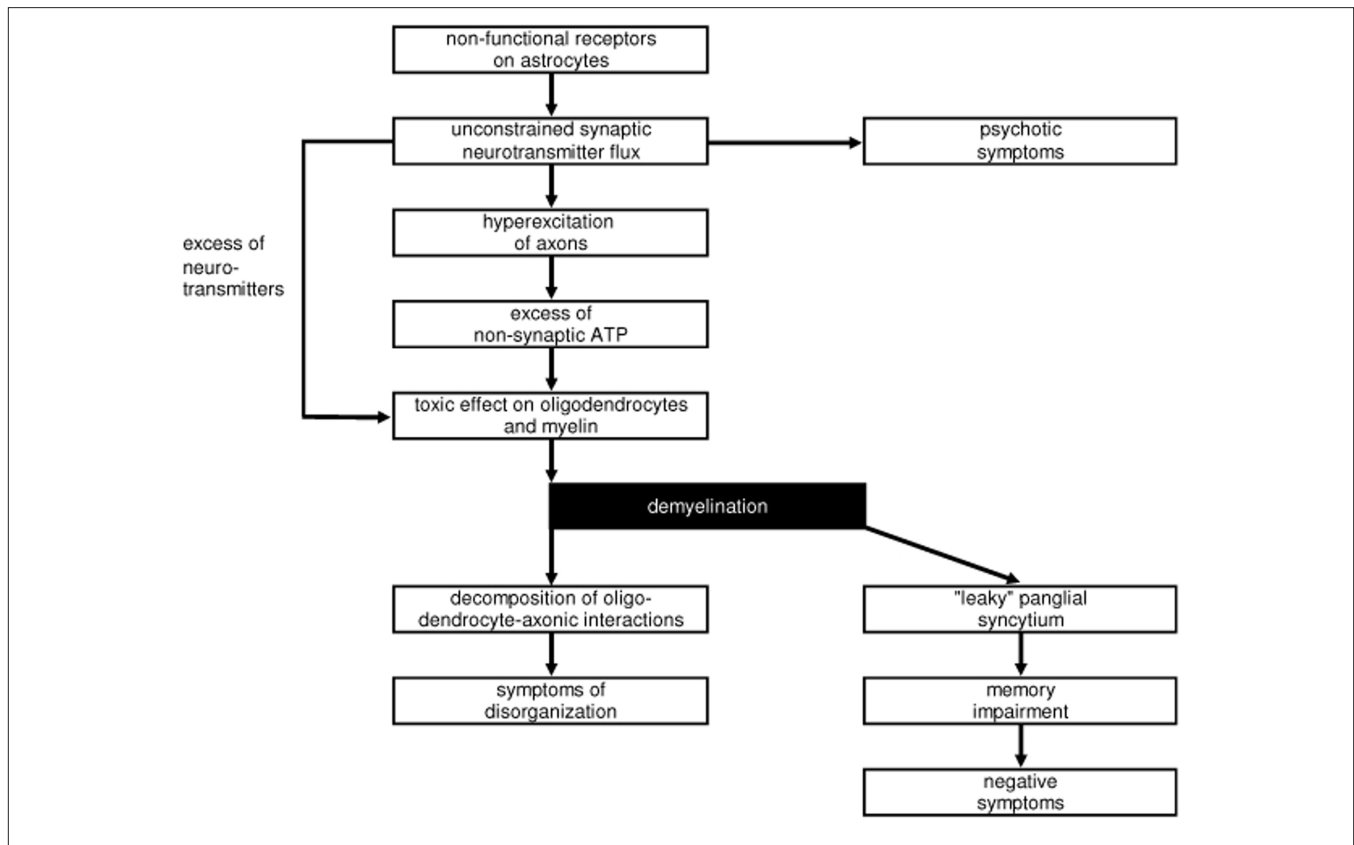 non-functional receptors
on astrocytes
unconstrained synaptic
neurotransmitter flux
psychotic
symptoms
hyperexcitation
of axons
excess of
neuro-
transmitters
excess of
non-synaptic ATP
toxic effect on oligodendrocytes
and myelin
demyelination
decomposition of oligo-
dendrocyte-axonic interactions
"leaky" panglial
syncytium
symptoms of
disorganization
memory
impairment
negative
symptoms